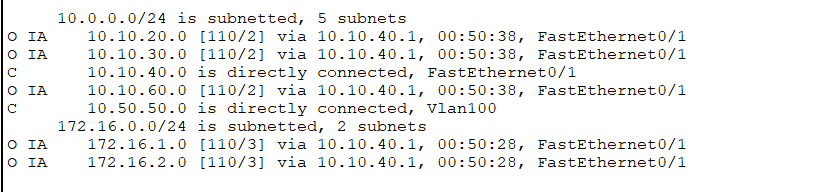 10.0.0.0/24 is subnetted, 5 subnets
O IA    10.10.20.0 [110/2] via 10.10.40.1, 00:50:38, FastEthernet0/1
O IA    10.10.30.0 [110/2] via 10.10.40.1, 00:50:38, FastEthernet0/1
C       10.10.40.0 is directly connected, FastEthernet0/1
O IA    10.10.60.0 [110/2] via 10.10.40.1, 00:50:38, FastEthernet0/1
C       10.50.50.0 is directly connected, Vlan100
172.16.0.0/24 is subnetted, 2 subnets
O IA    172.16.1.0 [110/3] via 10.10.40.1, 00:50:28, FastEthernet0/1
O IA    172.16.2.0 [110/3] via 10.10.40.1, 00:50:28, FastEthernet0/1